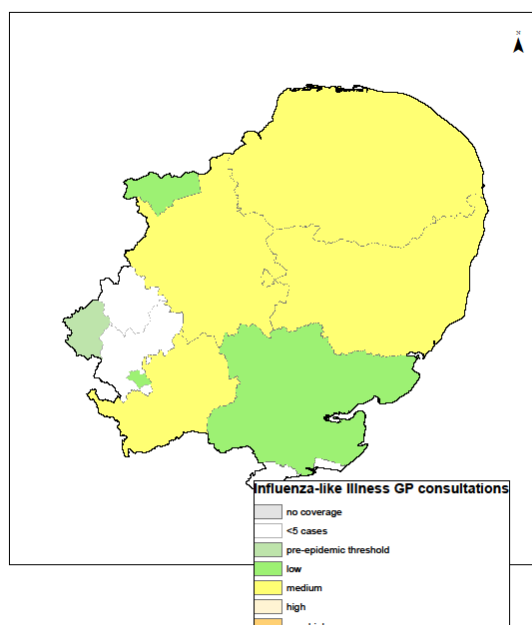 N
Influenza-like Illness GP consultations
no coverage
<5 cases
pre-epidemic threshold
low
medium
high